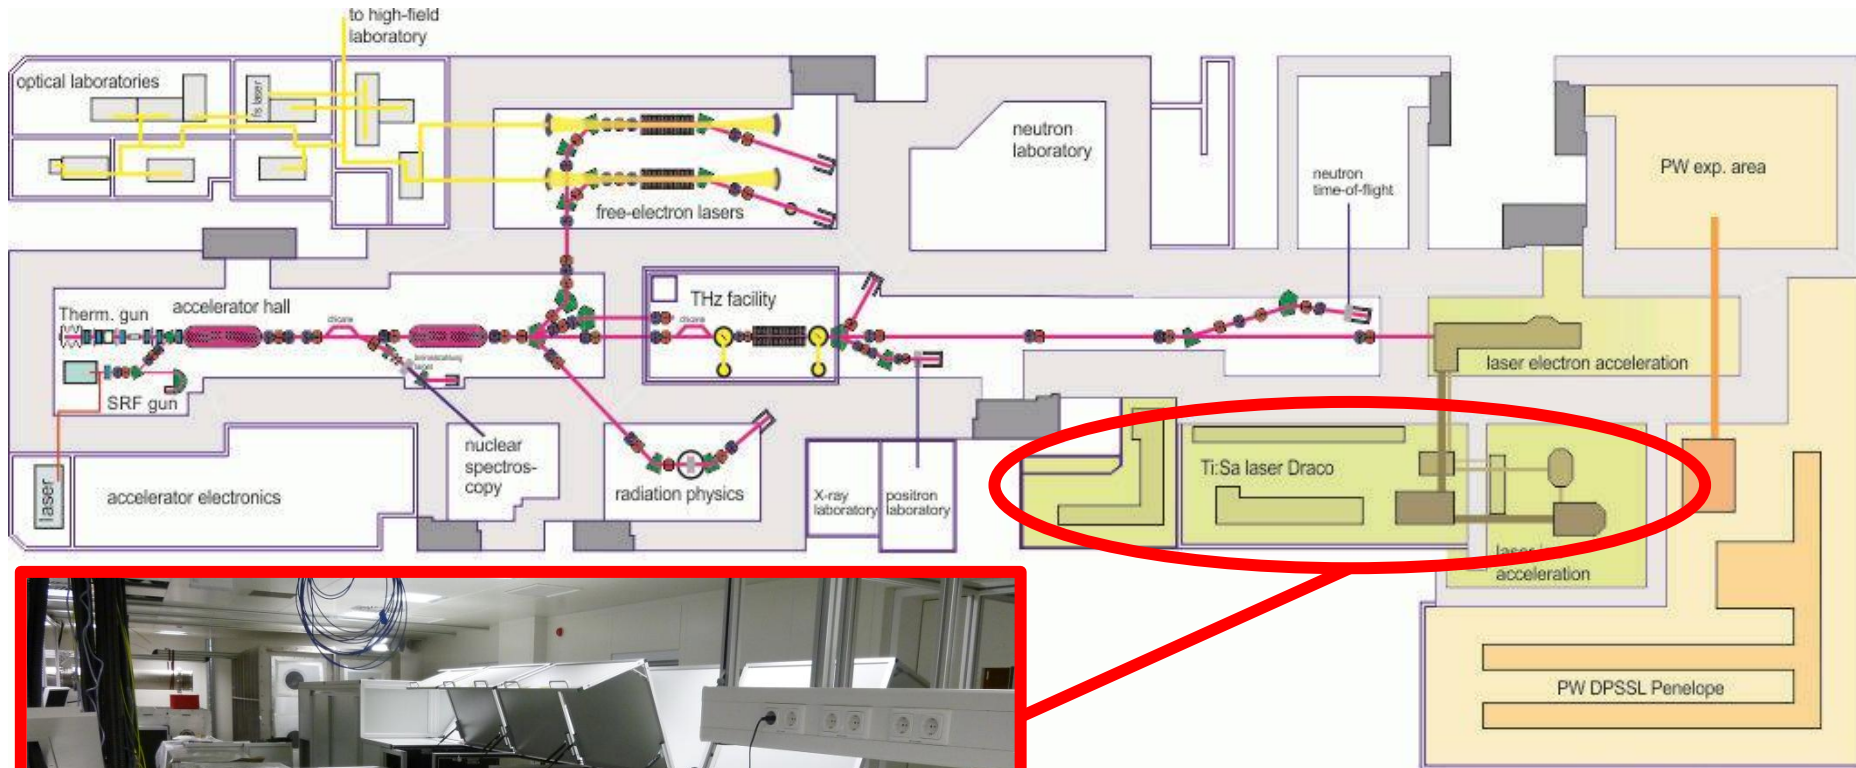 to high-field
laboratory
optical laboratories
fs laser
neutron
laboratory
PW exp. area
neutron
time-of-flight
free-electron lasers
accelerator hall
Therm. gun
THz facility
chicane
chicane
laser electron acceleration
SRF gun
nuclear
spectros-
copy
Ti:Sa laser Draco
laser
accelerator electronics
radiation physics
X-ray
laboratory
positron
laboratory
acceleration
PW DPSSL Penelope